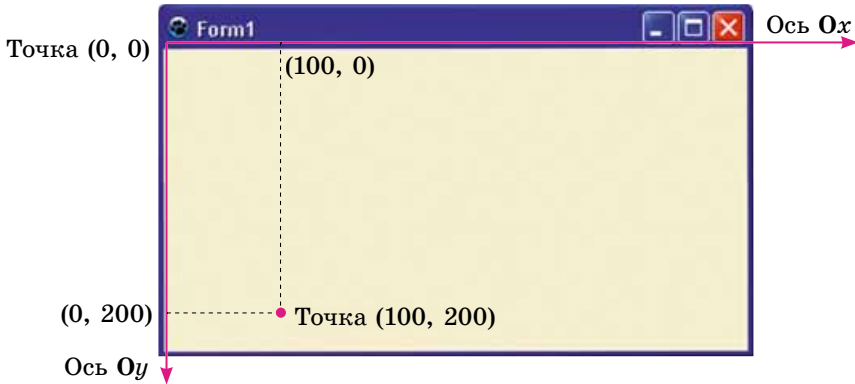 Form1
Ось Ox
Точка (0, 0)
(100, 0)
(0, 200)
Точка (100, 200)
Ось Oy